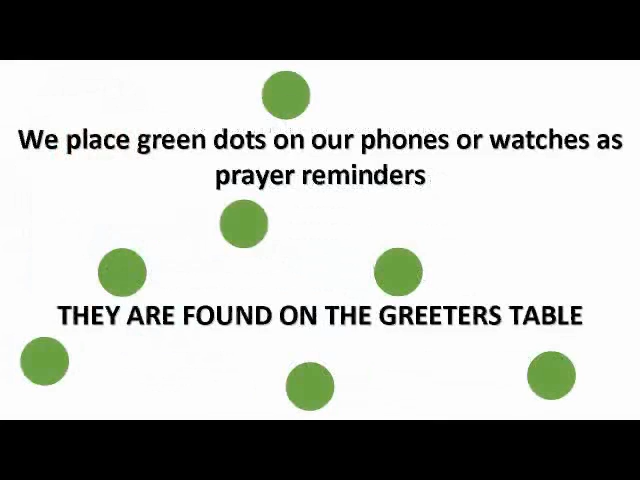 We place green dots on our phones or watches as
prayer reminders
THEY ARE FOUND ON THE GREETERS TABLE